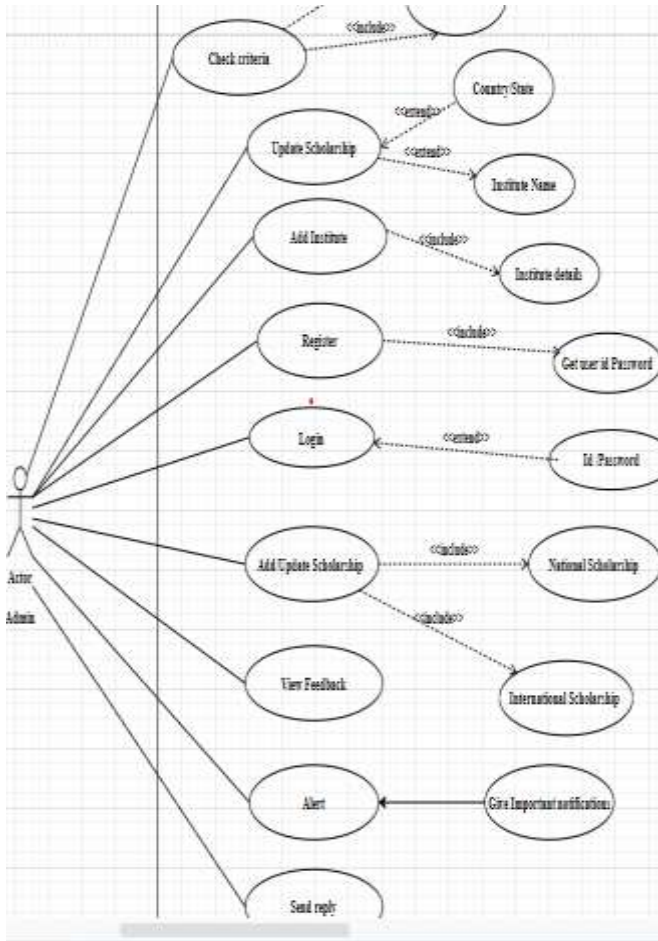 <<include>>
Check criteria
Country State
<<extend>>
Update Scholarship
<<extend>>
Institute Name
Add Institute
<<include>>
Institute details
<<include>>
Register
Get user id Password
Login
<<extend>>
Id /Password
<<include>>
Add Update Scholarship
National Scholarship
Actor
Admin
<<include>>
View Feedback
International Scholarship
Alert
Give Important notifications
Send reply